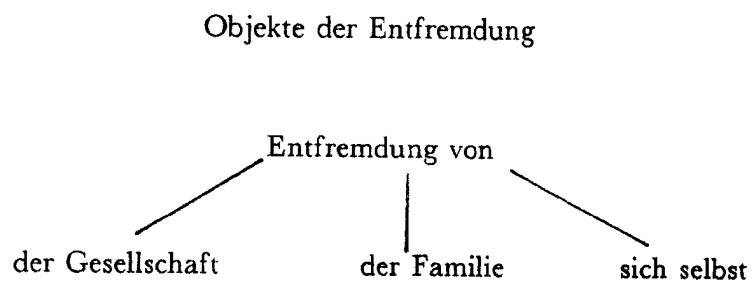 Objekte der Entfremdung
Entfremdung von
der Gesellschaft der Familie sich selbst